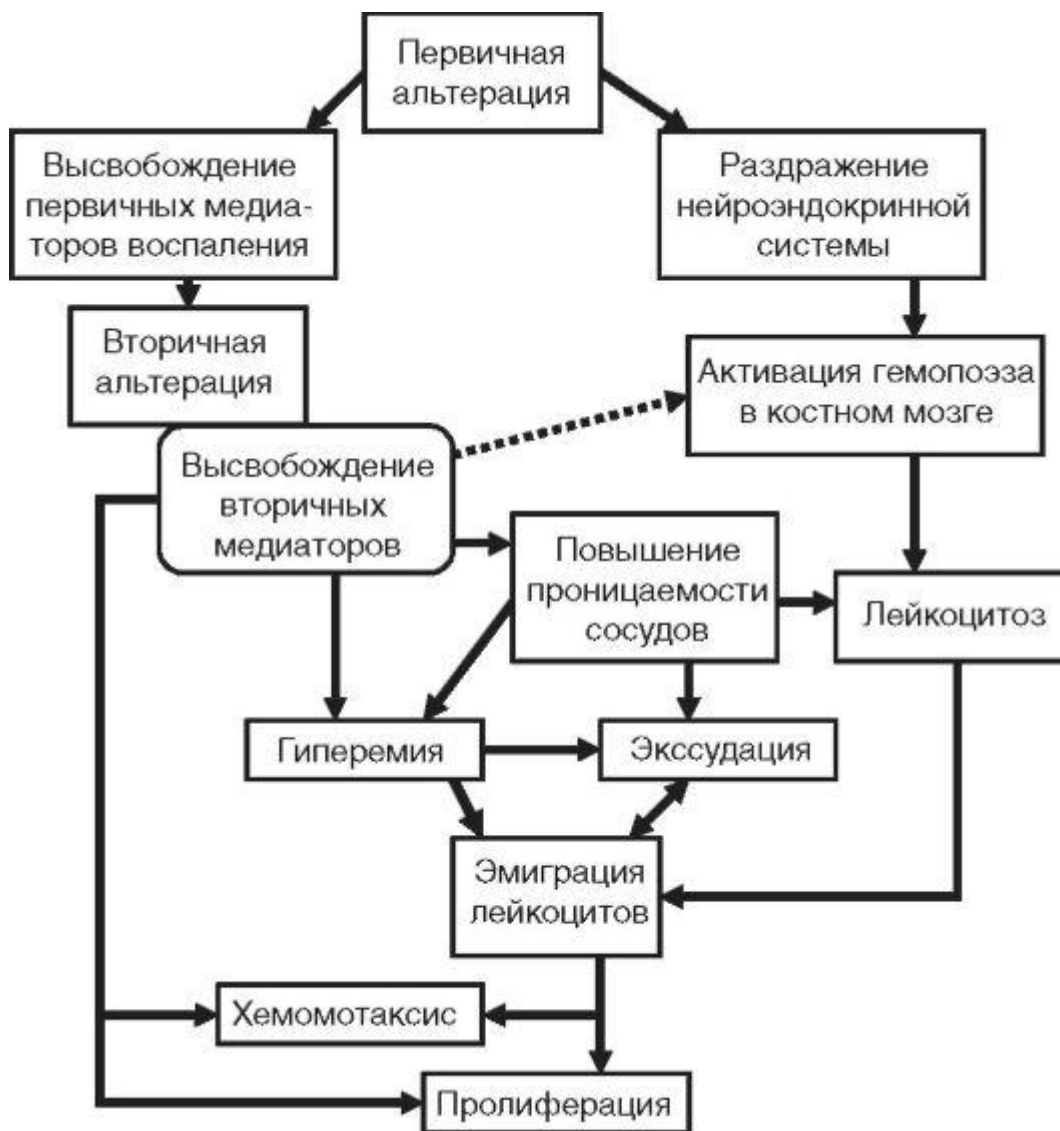 Первичная
альтерация
Высвобождение
первичных медиа-
торов воспаления
Раздражение
нейроэндокринной
системы
Вторичная
альтерация
Активация гемопоэза
в костном мозге
Высвобождение
вторичных
медиаторов
Повышение
проницаемости
сосудов
Лейкоцитоз
Гиперемия
Экссудация
Эмиграция
лейкоцитов
Хемомотаксис
Пролиферация